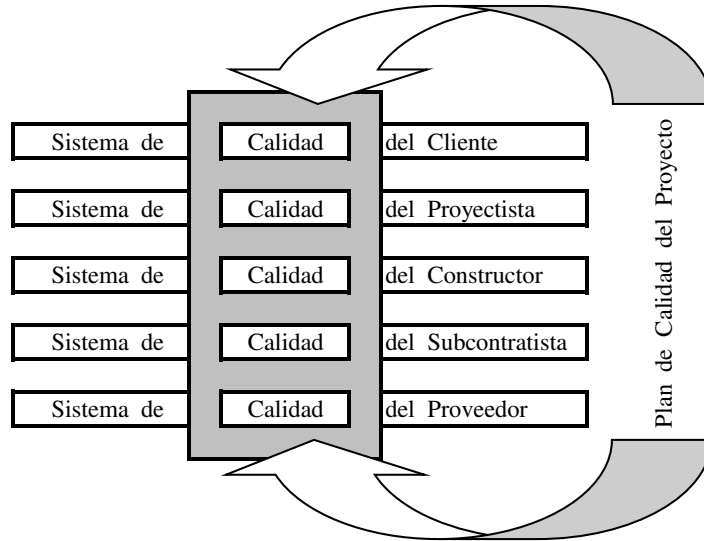 Sistema de Calidad del Cliente
Sistema de Calidad del Proyectista
Sistema de Calidad del Constructor
Sistema de Calidad del Subcontratista
Sistema de Calidad del Proveedor
Plan de Calidad del Proyecto